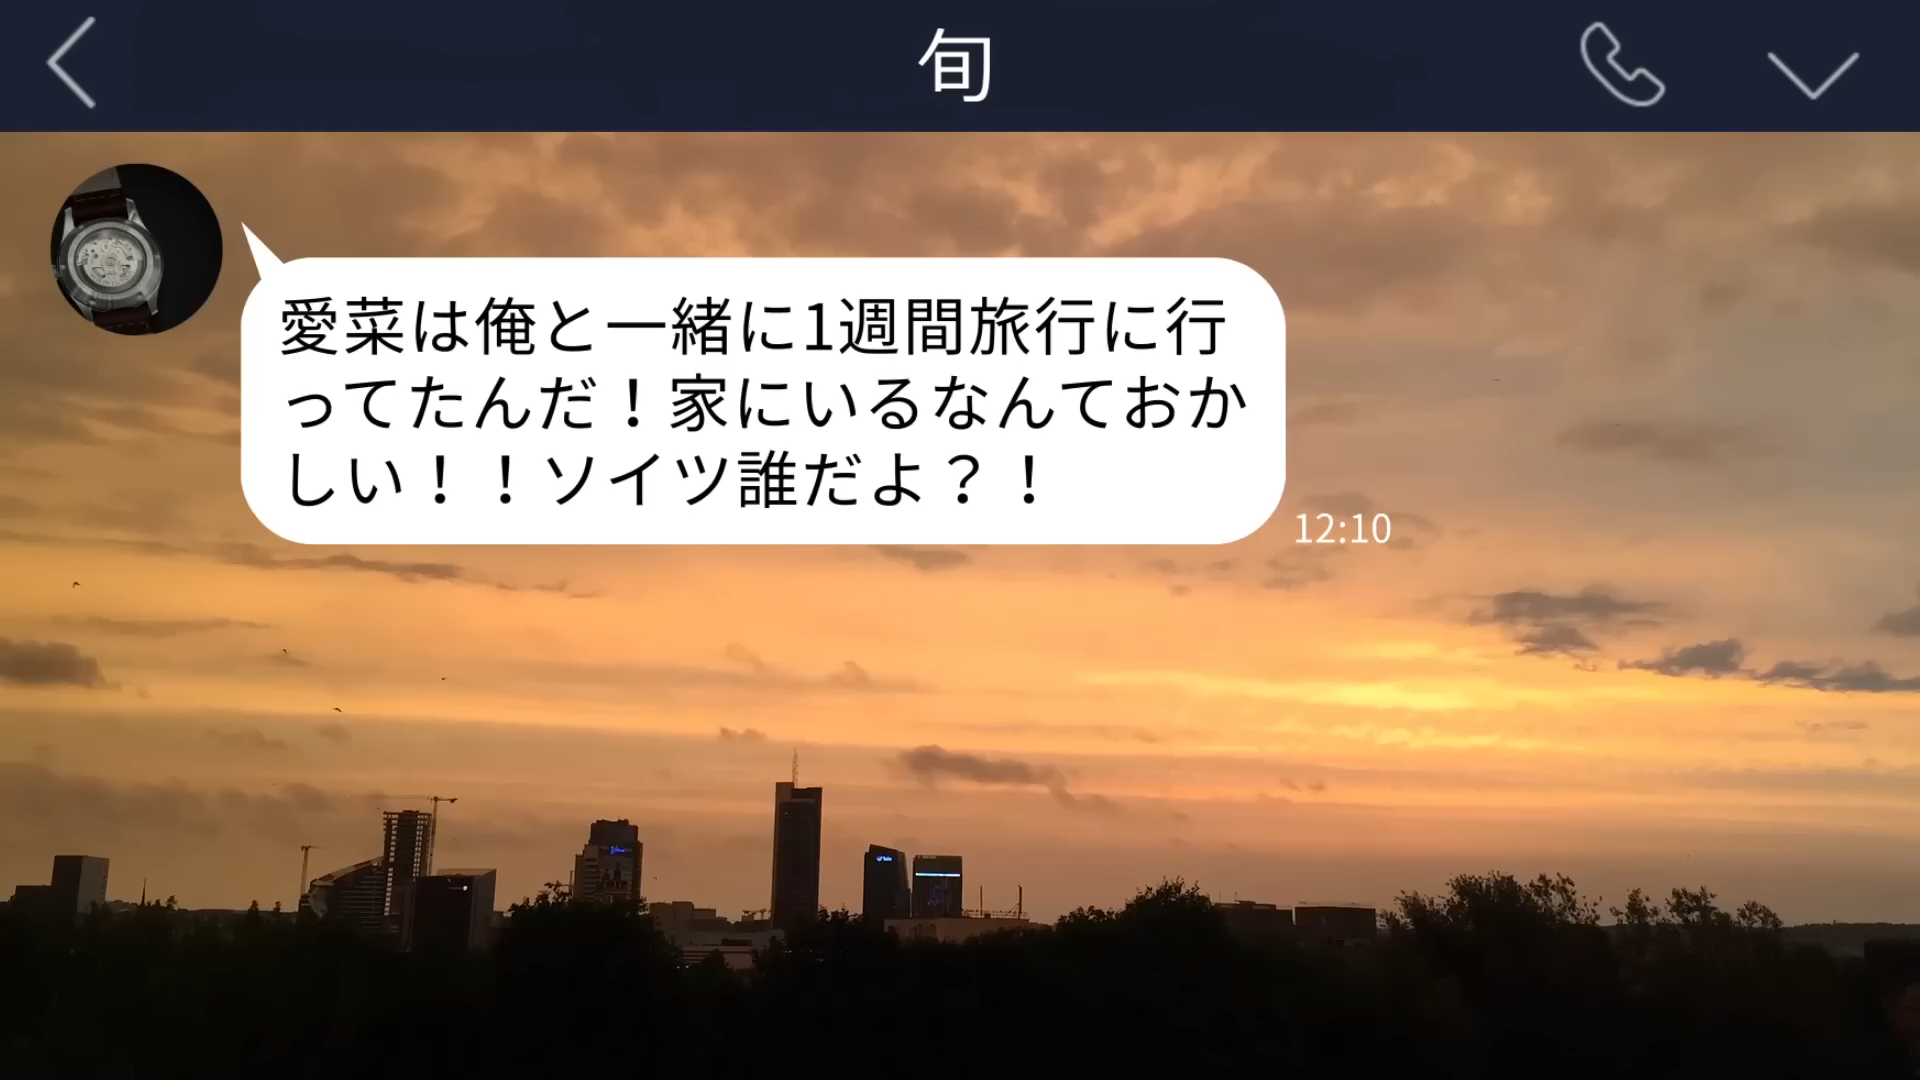 旬
愛菜は俺と一緒に1週間旅行に行
ってたんだ！家にいるなんておか
しい！！ソイツ誰だよ？！
12:10